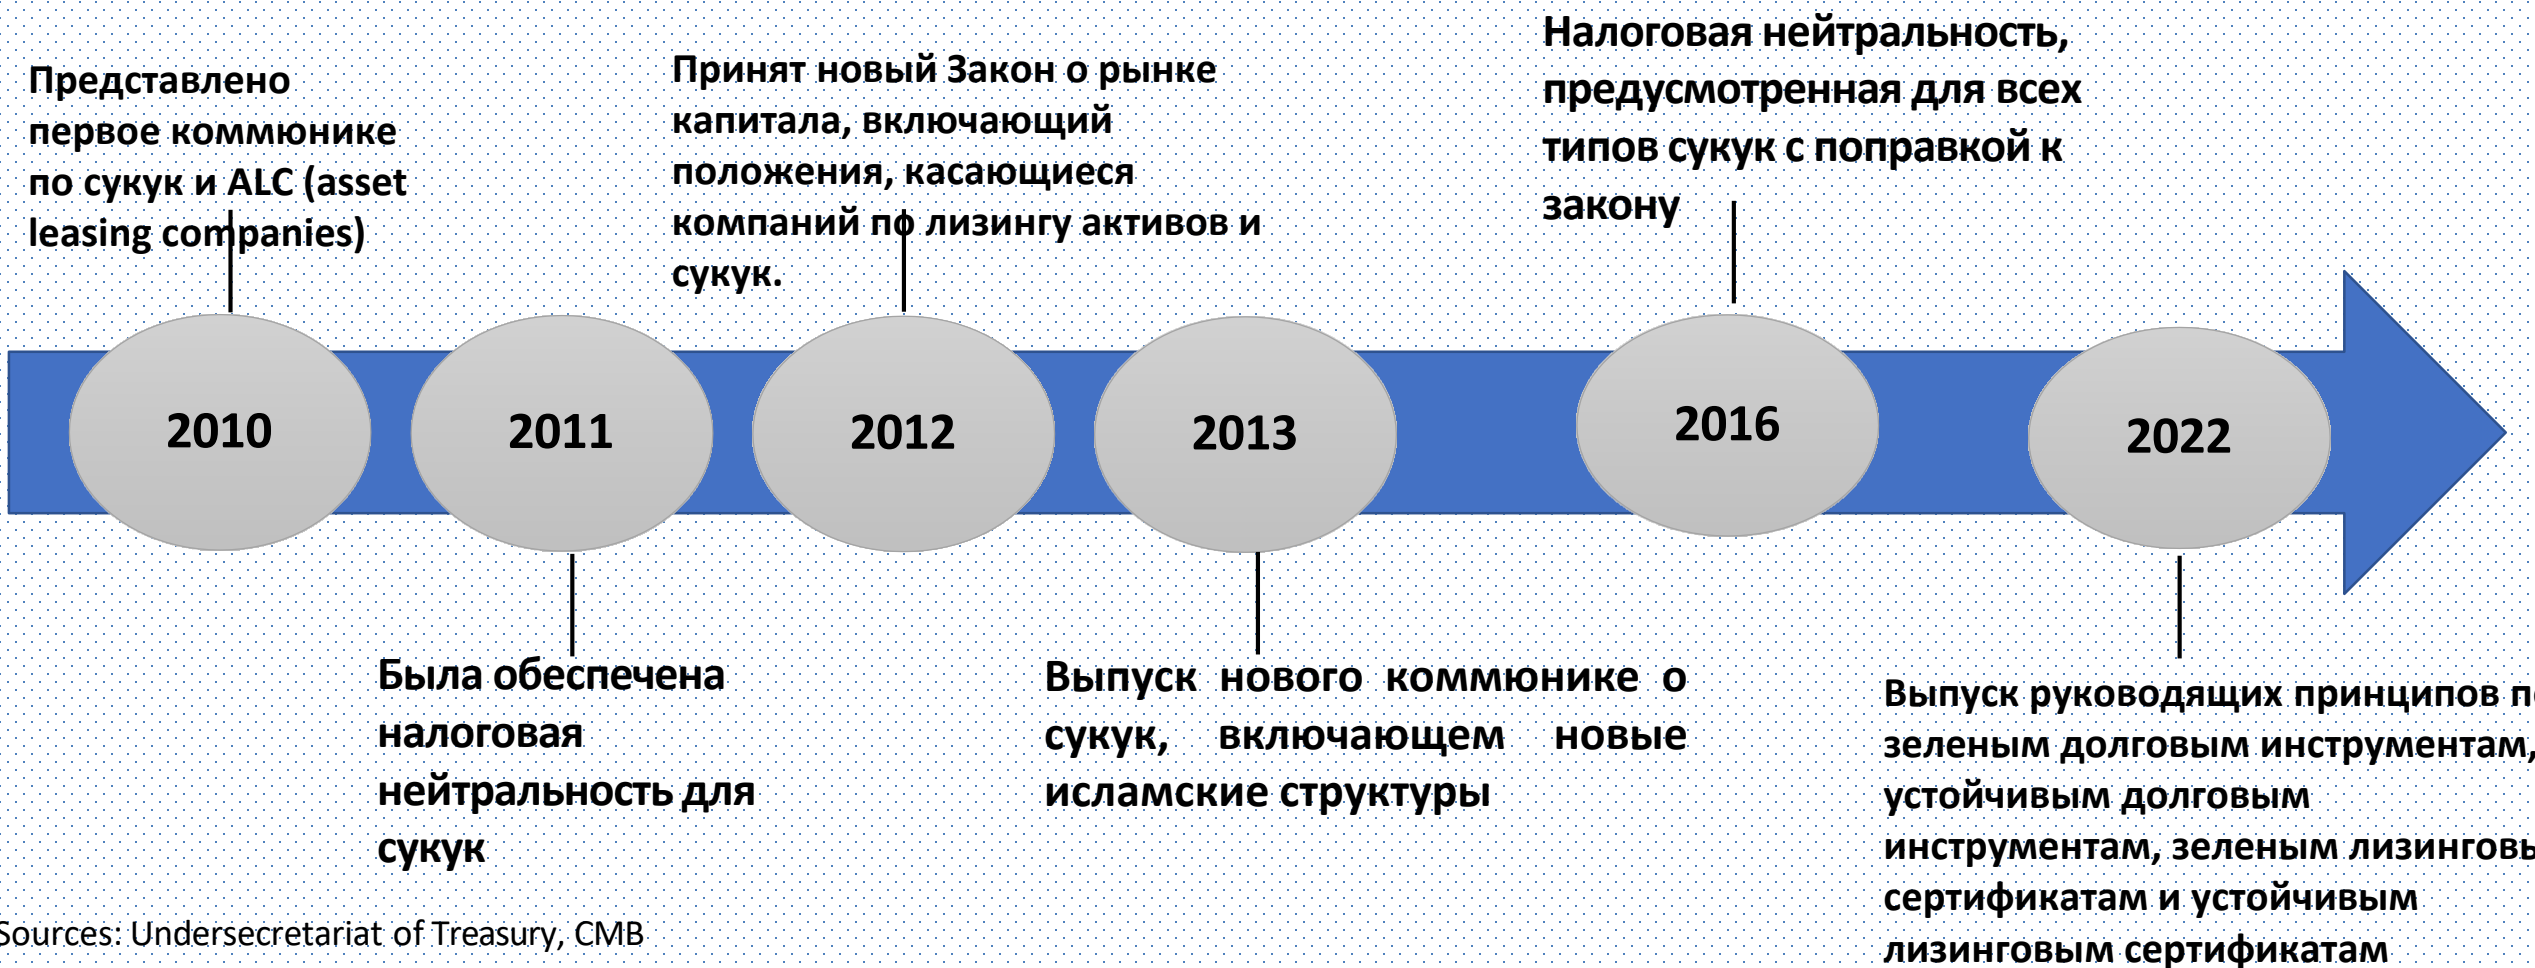 Представлено
первое коммюнике
по сукук и ALC (asset
leasing companies)
Принят новый Закон о рынке
капитала, включающий
положения, касающиеся
компаний по лизингу активов и
сукук.
Налоговая нейтральность,
предусмотренная для всех
типов сукук с поправкой к
закону
2010
2011
2012
2013
2016
2022
Была обеспечена
налоговая
нейтральность для
сукук
Выпуск нового коммюнике о
сукук, включающем новые
исламские структуры
Выпуск руководящих принципов по
зеленым долговым инструментам,
устойчивым долговым
инструментам, зеленым лизинговы
сертификатам и устойчивым
лизинговым сертификатам
Sources: Undersecretariat of Treasury, CMB